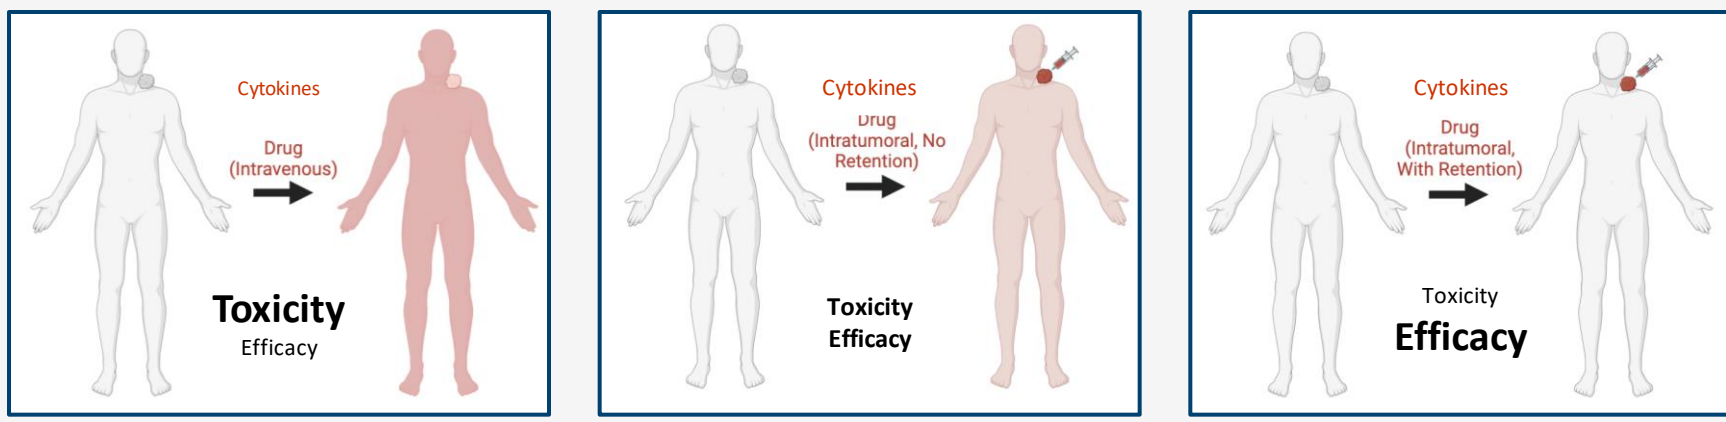 Cytokines
Drug
(Intravenous)
Toxicity
Efficacy
Cytokines
Drug
(Intratumoral, No
Retention)
Toxicity
Efficacy
Cytokines
Drug
(Intratumoral,
With Retention)
Toxicity
Efficacy